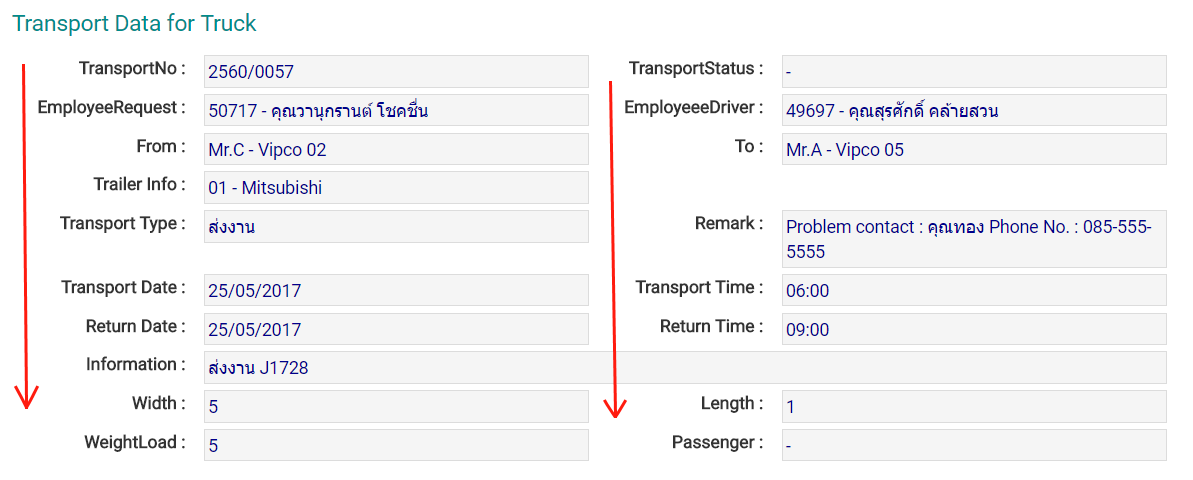 Transport Data for Truck
TransportNo : 2560/0057 TransportStatus : -
EmployeeRequest : 50717 - คุณวานุกรานต์ โชคชื่น EmployeeeDriver : 49697 - คุณสุรศักดิ์ คล้ายสวน
From : Mr.C - Vipco 02 To : Mr.A - Vipco 05
Trailer Info : 01 - Mitsubishi
Transport Type : ส่งงาน Remark : Problem contact : คุณทอง Phone No. : 085-555-
5555
Transport Date : 25/05/2017 Transport Time : 06:00
Return Date : 25/05/2017 Return Time : 09:00
Information : ส่งงาน J1728
Width : 5 Length : 1
WeightLoad : 5 Passenger : -